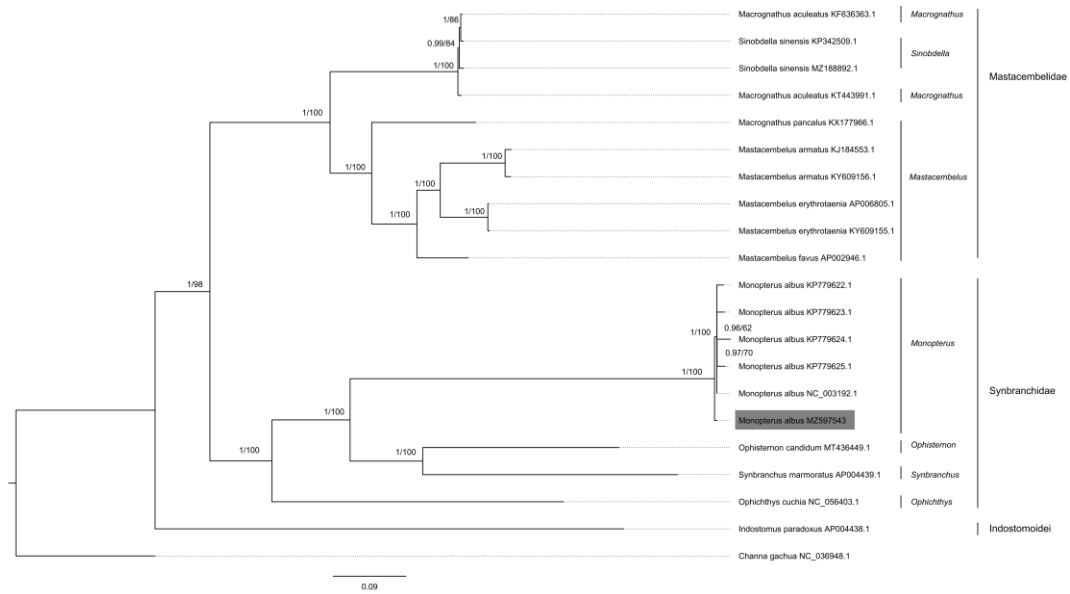 Macrognathus aculeatus KF636363.1
Macrognathus
1/86
Sinobdella sinensis KP342509.1
0.99/84
Sinobdella
1/100
Sinobdella sinensis MZ188892.1
Mastacembelidae
Macrognathus aculeatus KT443991.1
Macrognathus
1/100
Macrognathus pancalus KX177966.1
Mastacembelus armatus KJ184553.1
1/100
1/100
Mastacembelus armatus KY609156.1
Mastacembelus
1/100
Mastacembelus erythrotaenia AP006805.1
1/100
1/100
Mastacembelus erythrotaenia KY609155.1
Mastacembelus favus AP002946.1
1/98
Monopterus albus KP779622.1
Monopterus albus KP779623.1
1/100
0.96/62
Monopterus albus KP779624.1
Monopterus
0.97/70
Monopterus albus KP779625.1
1/100
Monopterus albus NC_003192.1
Synbranchidae
1/100
Monopterus albus MZ597543
Ophisternon candidum MT436449.1
Ophisternon
1/100
1/100
Synbranchus marmoratus AP004439.1
Synbranchus
Ophichthys cuchia NC_056403.1
Ophichthys
Indostomus paradoxus AP004438.1
Indostomoidei
Channa gachua NC_036948.1
0.09